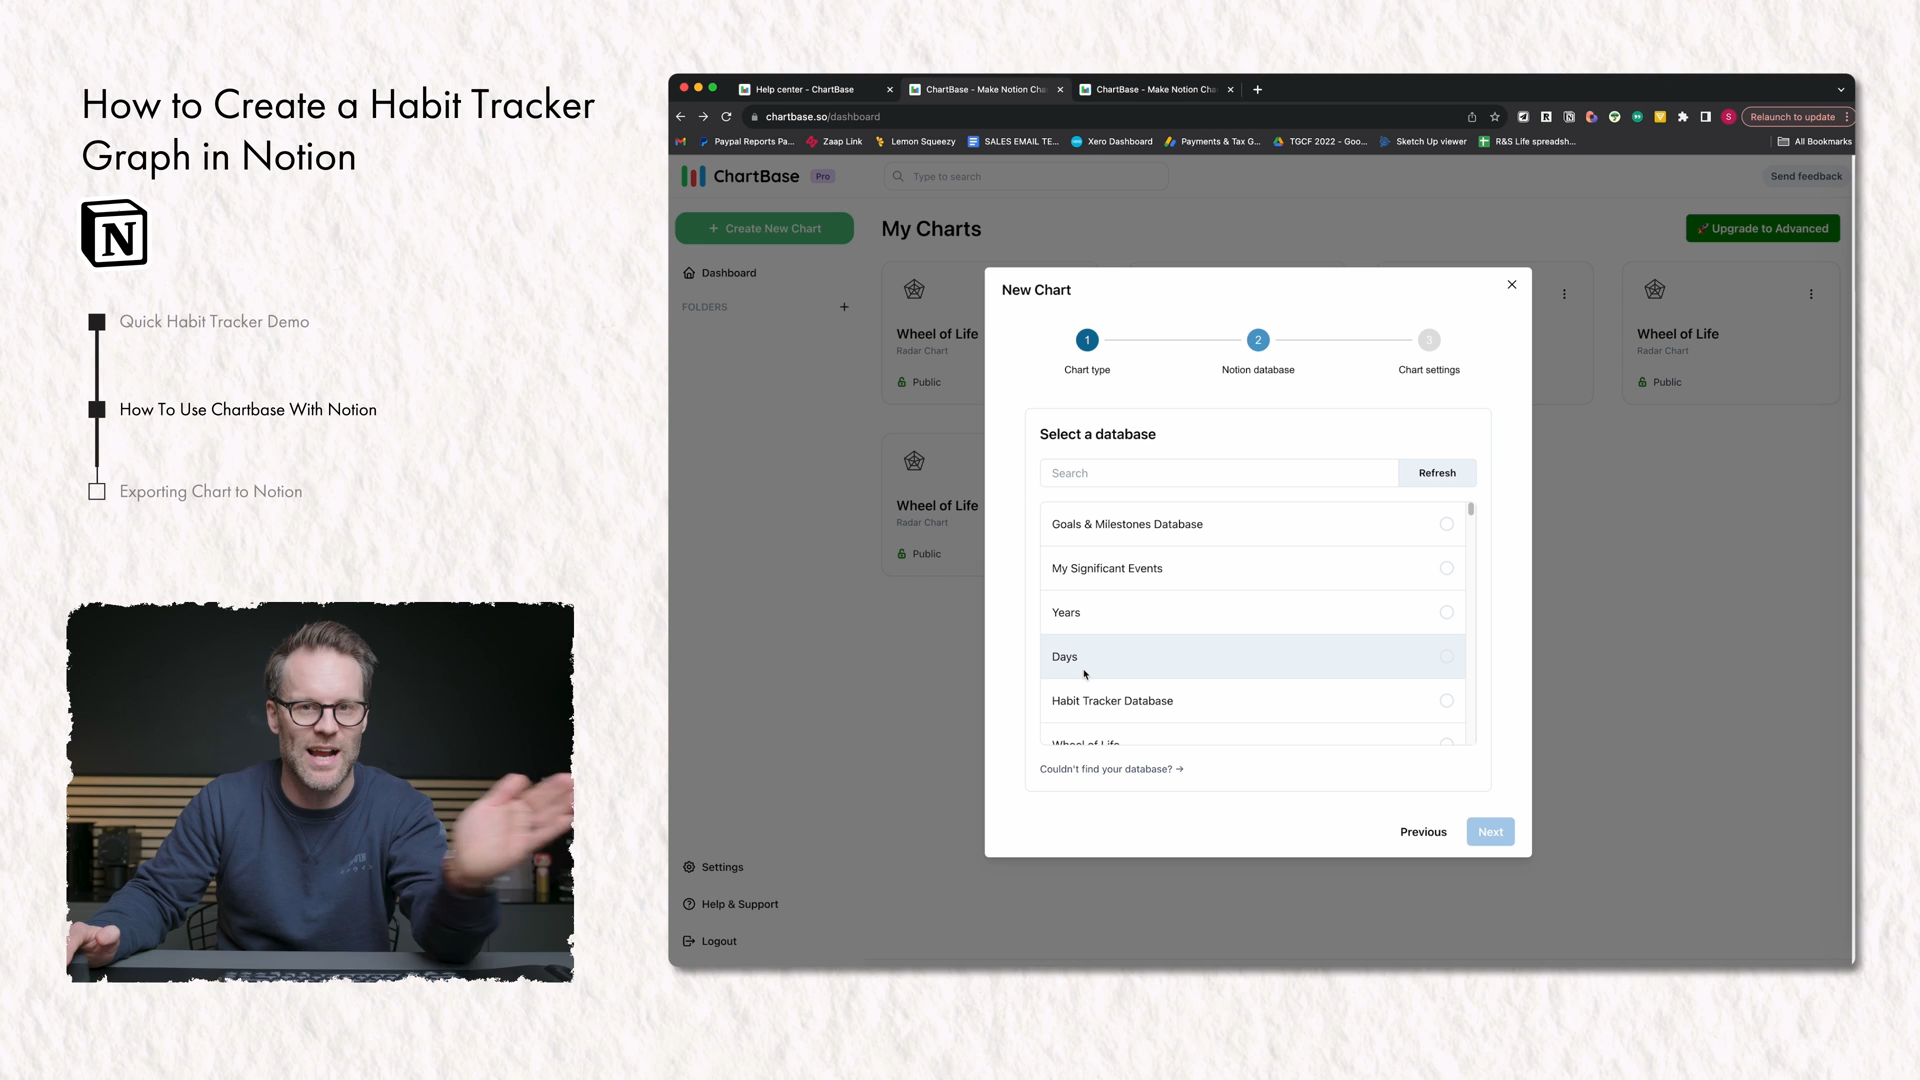 How to Create a Habit Tracker
Graph in Notion
N
Quick Habit Tracker Demo
How To Use Chartbase With Notion
Exporting Chart to Notion
Help center - ChartBase
ChartBase - Make Notion Cha
ChartBase - Make Notion Cha
chartbase.so/dashboard
Relaunch to update
Paypal Reports Pa...
Zaap Link
Lemon Squeezy
SALES EMAIL TE...
Xero Dashboard
Payments & Tax G...
TGCF 2022 - Goo...
Sketch Up viewer
R&S Life spreadsh...
All Bookmarks
ChartBase
Pro
Type to search
Send feedback
+ Create New Chart
My Charts
Upgrade to Advanced
Dashboard
FOLDERS +
Wheel of Life
Radar Chart
Public
Wheel of Life
Radar Chart
Public
Wheel of Life
Radar Chart
Public
New Chart
1
2
3
Chart type
Notion database
Chart settings
Select a database
Search
Refresh
Goals & Milestones Database
My Significant Events
Years
Days
Habit Tracker Database
Wheel of Life
Couldn't find your database? →
Previous
Next
Settings
Help & Support
Logout